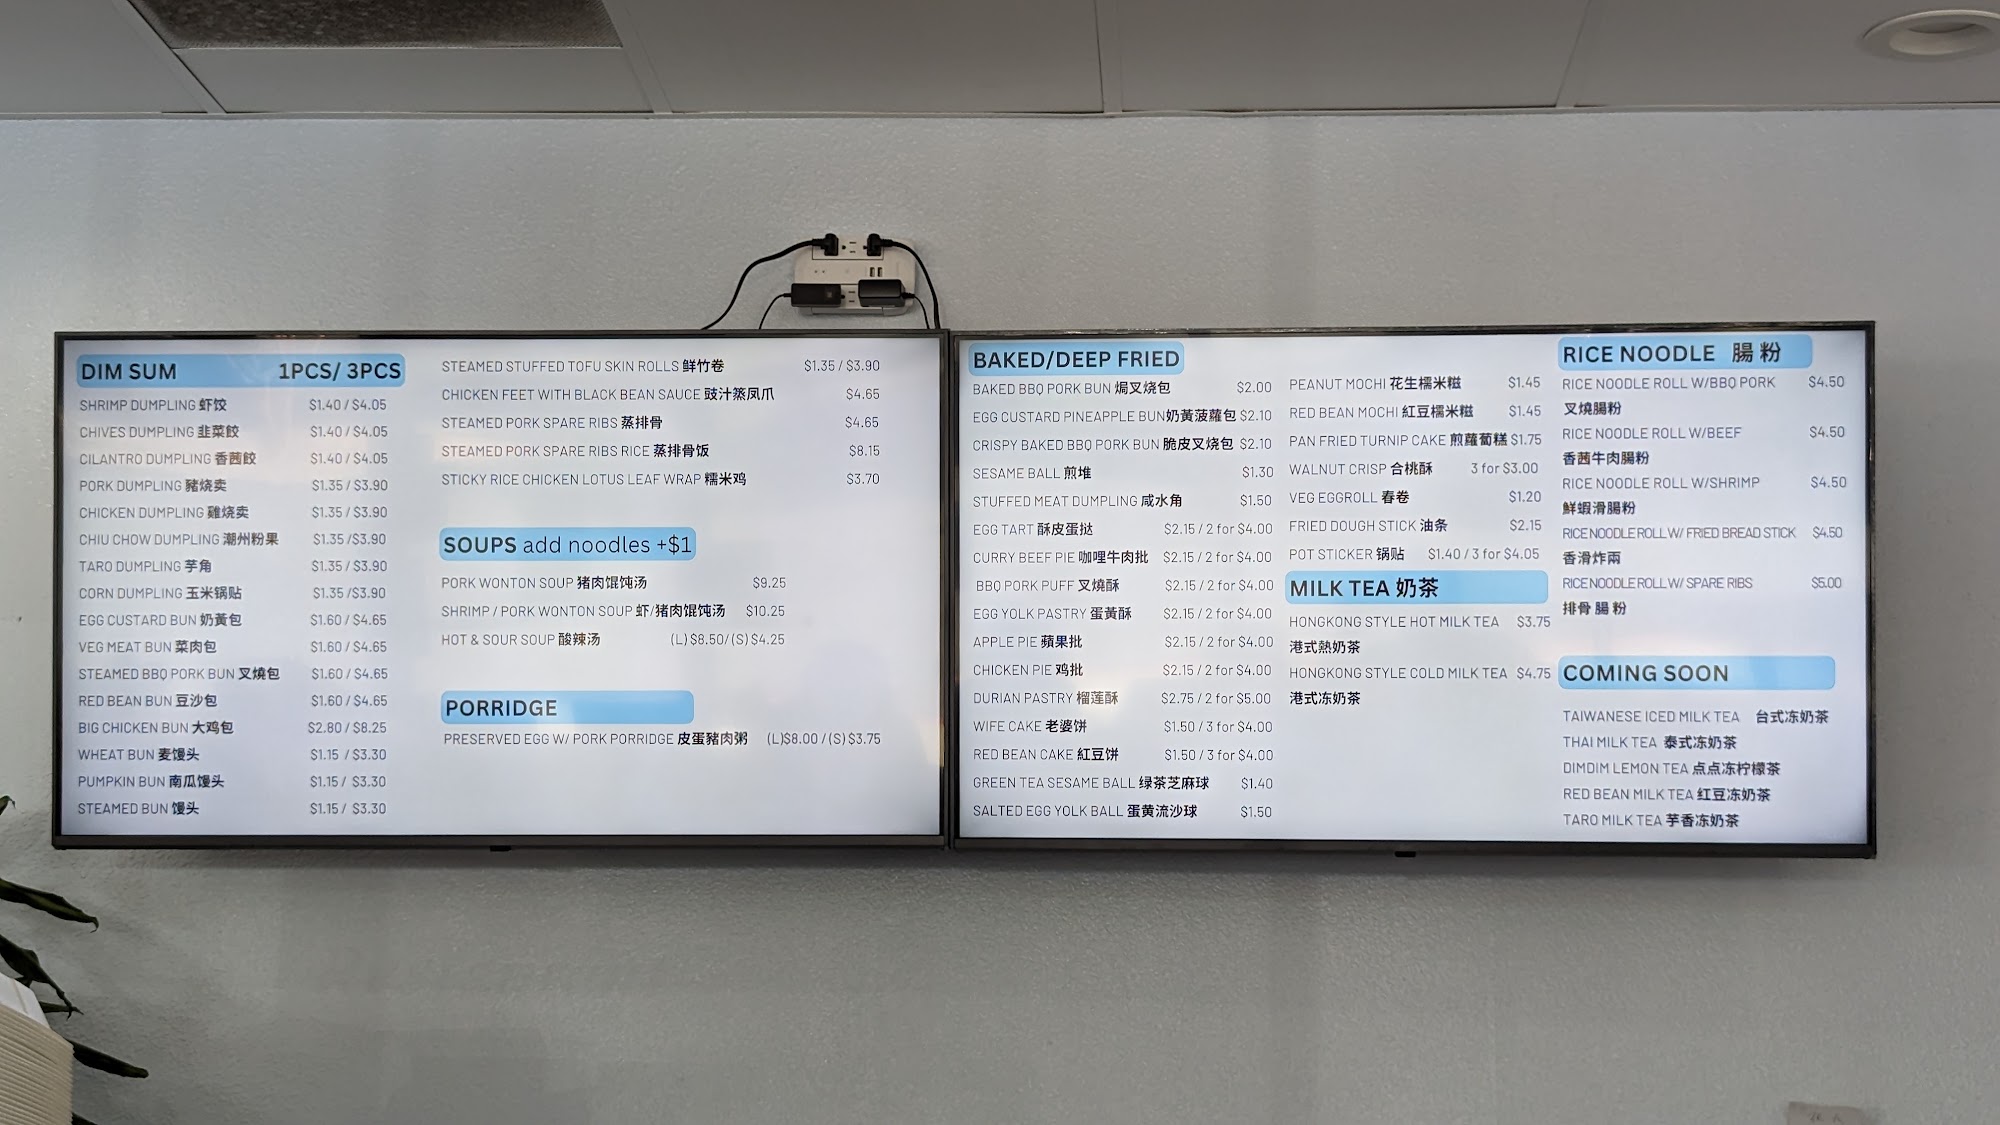 DIM SUM 1PCS/ 3PCS
SHRIMP DUMPLING 虾饺 $1.40 / $4.05
CHIVES DUMPLING 韭菜餃 $1.40 / $4.05
CILANTRO DUMPLING 香茜餃 $1.40 / $4.05
PORK DUMPLING 豬烧卖 $1.35 / $3.90
CHICKEN DUMPLING 雞烧卖 $1.35 / $3.90
CHIU CHOW DUMPLING 潮州粉果 $1.35 /$3.90
TARO DUMPLING 芋角 $1.35 / $3.90
CORN DUMPLING 玉米锅贴 $1.35 /$3.90
EGG CUSTARD BUN 奶黃包 $1.60 / $4.65
VEG MEAT BUN 菜肉包 $1.60 / $4.65
STEAMED BBQ PORK BUN 叉燒包 $1.60 / $4.65
RED BEAN BUN 豆沙包 $1.60 / $4.65
BIG CHICKEN BUN 大鸡包 $2.80 / $8.25
WHEAT BUN 麦馒头 $1.15 / $3.30
PUMPKIN BUN 南瓜馒头 $1.15 / $3.30
STEAMED BUN 馒头 $1.15 / $3.30
STEAMED STUFFED TOFU SKIN ROLLS 鲜竹卷 $1.35 / $3.90
CHICKEN FEET WITH BLACK BEAN SAUCE 豉汁蒸凤爪 $4.65
STEAMED PORK SPARE RIBS 蒸排骨 $4.65
STEAMED PORK SPARE RIBS RICE 蒸排骨饭 $8.15
STICKY RICE CHICKEN LOTUS LEAF WRAP 糯米鸡 $3.70
SOUPS add noodles +$1
PORK WONTON SOUP 猪肉馄饨汤 $9.25
SHRIMP / PORK WONTON SOUP 虾/猪肉馄饨汤 $10.25
HOT & SOUR SOUP 酸辣汤 (L)$8.50/(S)$4.25
PORRIDGE
PRESERVED EGG W/ PORK PORRIDGE 皮蛋豬肉粥 (L)$8.00 /(S)$3.75
BAKED/DEEP FRIED
BAKED BBQ PORK BUN 焗叉烧包 $2.00
EGG CUSTARD PINEAPPLE BUN奶黃菠蘿包 $2.10
CRISPY BAKED BBQ PORK BUN 脆皮叉烧包 $2.10
SESAME BALL 煎堆 $1.30
STUFFED MEAT DUMPLING 咸水角 $1.50
EGG TART 酥皮蛋挞 $2.15 / 2 for $4.00
CURRY BEEF PIE 咖哩牛肉批 $2.15 / 2 for $4.00
BBQ PORK PUFF 叉燒酥 $2.15 / 2 for $4.00
EGG YOLK PASTRY 蛋黃酥 $2.15 / 2 for $4.00
APPLE PIE 蘋果批 $2.15 / 2 for $4.00
CHICKEN PIE 鸡批 $2.15 / 2 for $4.00
DURIAN PASTRY 榴莲酥 $2.75 / 2 for $5.00
WIFE CAKE 老婆饼 $1.50 / 3 for $4.00
RED BEAN CAKE 紅豆饼 $1.50 / 3 for $4.00
GREEN TEA SESAME BALL 绿茶芝麻球 $1.40
SALTED EGG YOLK BALL 蛋黄流沙球 $1.50
PEANUT MOCHI 花生糯米糍 $1.45
RED BEAN MOCHI 紅豆糯米糍 $1.45
PAN FRIED TURNIP CAKE 煎蘿蔔糕 $1.75
WALNUT CRISP 合桃酥 3 for $3.00
VEG EGGROLL 春卷 $1.20
FRIED DOUGH STICK 油条 $2.15
POT STICKER 锅贴 $1.40 / 3 for $4.05
MILK TEA 奶茶
HONGKONG STYLE HOT MILK TEA $3.75
港式熱奶茶
HONGKONG STYLE COLD MILK TEA $4.75
港式冻奶茶
RICE NOODLE 腸粉
RICE NOODLE ROLL W/BBQ PORK $4.50
叉燒腸粉
RICE NOODLE ROLL W/BEEF $4.50
香茜牛肉腸粉
RICE NOODLE ROLL W/SHRIMP $4.50
鮮蝦滑腸粉
RICE NOODLE ROLL W/ FRIED BREAD STICK $4.50
香滑炸兩
RICE NOODLE ROLL W/ SPARE RIBS $5.00
排骨腸粉
COMING SOON
TAIWANESE ICED MILK TEA 台式冻奶茶
THAI MILK TEA 泰式冻奶茶
DIMDIM LEMON TEA 点点冻柠檬茶
RED BEAN MILK TEA 红豆冻奶茶
TARO MILK TEA 芋香冻奶茶